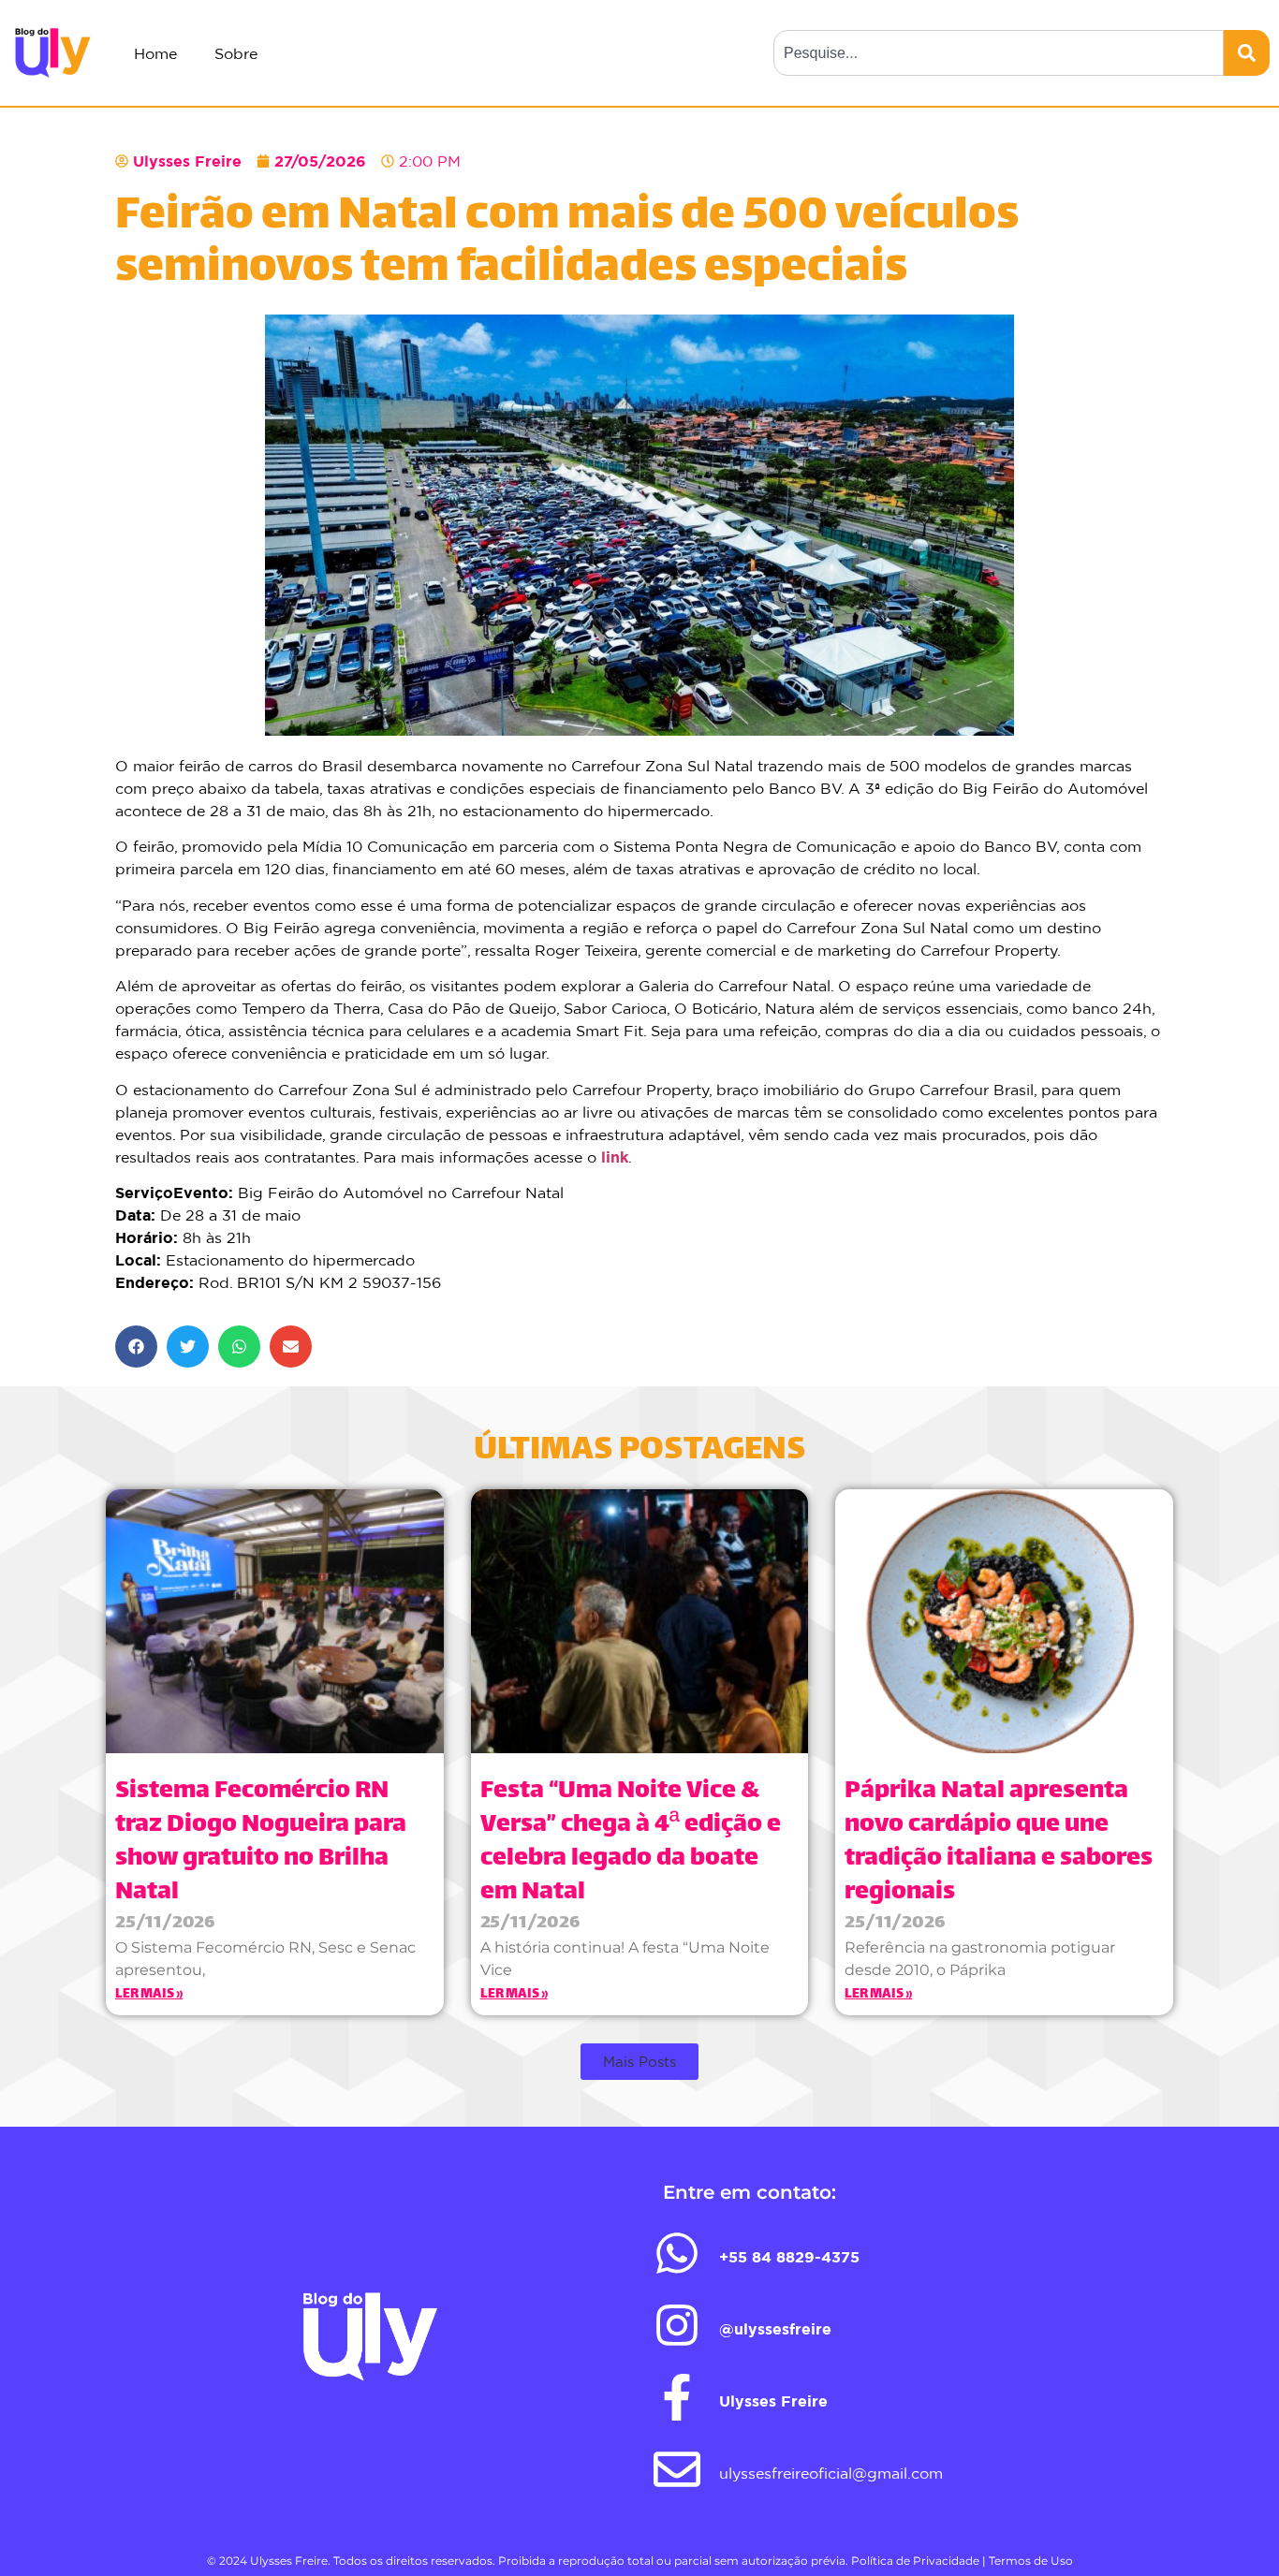 Blog do
uly
Home
Sobre
Pesquise...
Ulysses Freire
27/05/2026
2:00 PM
Feirão em Natal com mais de 500 veículos
seminovos tem facilidades especiais
O maior feirão de carros do Brasil desembarca novamente no Carrefour Zona Sul Natal trazendo mais de 500 modelos de grandes marcas
com preço abaixo da tabela, taxas atrativas e condições especiais de financiamento pelo Banco BV. A 3ª edição do Big Feirão do Automóvel
acontece de 28 a 31 de maio, das 8h às 21h, no estacionamento do hipermercado.
O feirão, promovido pela Mídia 10 Comunicação em parceria com o Sistema Ponta Negra de Comunicação e apoio do Banco BV, conta com
primeira parcela em 120 dias, financiamento em até 60 meses, além de taxas atrativas e aprovação de crédito no local.
“Para nós, receber eventos como esse é uma forma de potencializar espaços de grande circulação e oferecer novas experiências aos
consumidores. O Big Feirão agrega conveniência, movimenta a região e reforça o papel do Carrefour Zona Sul Natal como um destino
preparado para receber ações de grande porte”, ressalta Roger Teixeira, gerente comercial e de marketing do Carrefour Property.
Além de aproveitar as ofertas do feirão, os visitantes podem explorar a Galeria do Carrefour Natal. O espaço reúne uma variedade de
operações como Tempero da Therra, Casa do Pão de Queijo, Sabor Carioca, O Boticário, Natura além de serviços essenciais, como banco 24h,
farmácia, ótica, assistência técnica para celulares e a academia Smart Fit. Seja para uma refeição, compras do dia a dia ou cuidados pessoais, o
espaço oferece conveniência e praticidade em um só lugar.
O estacionamento do Carrefour Zona Sul é administrado pelo Carrefour Property, braço imobiliário do Grupo Carrefour Brasil, para quem
planeja promover eventos culturais, festivais, experiências ao ar livre ou ativações de marcas têm se consolidado como excelentes pontos para
eventos. Por sua visibilidade, grande circulação de pessoas e infraestrutura adaptável, vêm sendo cada vez mais procurados, pois dão
resultados reais aos contratantes. Para mais informações acesse o link.
ServiçoEvento: Big Feirão do Automóvel no Carrefour Natal
Data: De 28 a 31 de maio
Horário: 8h às 21h
Local: Estacionamento do hipermercado
Endereço: Rod. BR101 S/N KM 2 59037-156
ÚLTIMAS POSTAGENS
Brilha
Natal
Sistema Fecomércio RN
traz Diogo Nogueira para
show gratuito no Brilha
Natal
25/11/2026
O Sistema Fecomércio RN, Sesc e Senac
apresentou,
LER MAIS »
Festa “Uma Noite Vice &
Versa” chega à 4ª edição e
celebra legado da boate
em Natal
25/11/2026
A história continua! A festa “Uma Noite
Vice
LER MAIS »
Páprika Natal apresenta
novo cardápio que une
tradição italiana e sabores
regionais
25/11/2026
Referência na gastronomia potiguar
desde 2010, o Páprika
LER MAIS »
Mais Posts
Blog do
uly
Entre em contato:
+55 84 8829-4375
@ulyssesfreire
Ulysses Freire
ulyssesfreireoficial@gmail.com
© 2024 Ulysses Freire. Todos os direitos reservados. Proibida a reprodução total ou parcial sem autorização prévia. Política de Privacidade | Termos de Uso